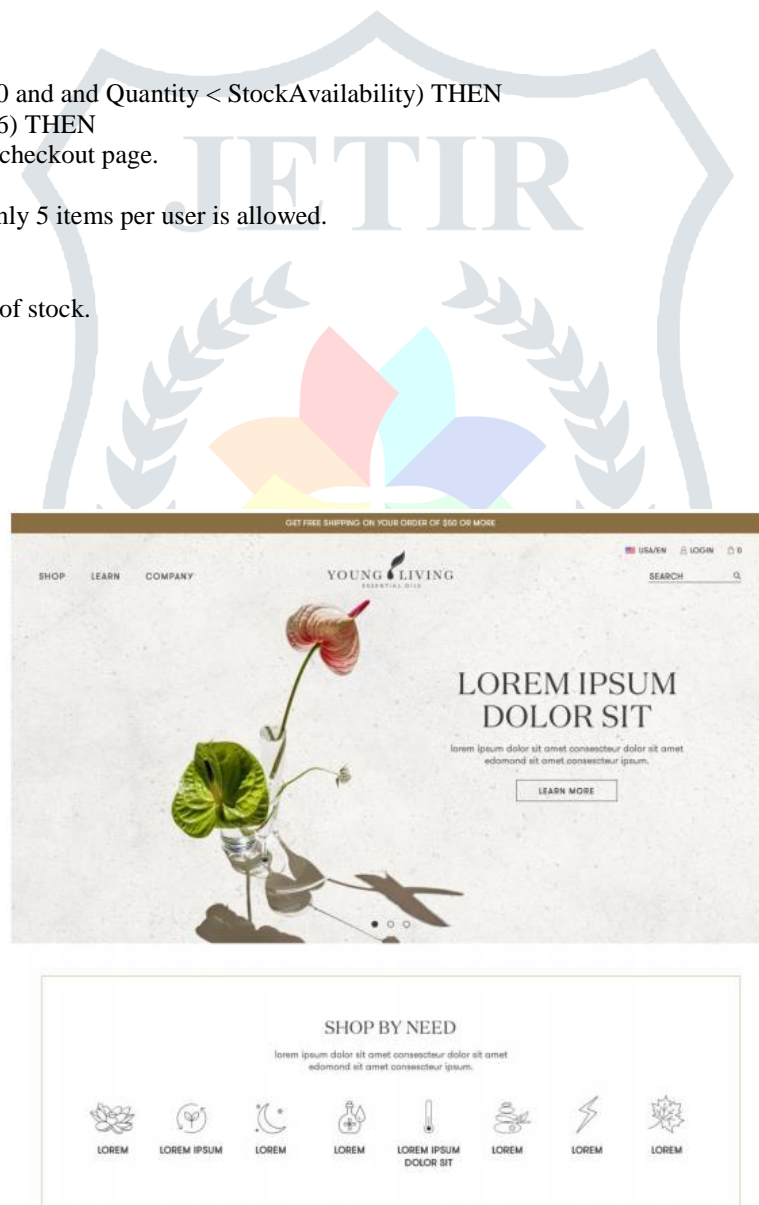 0 and and Quantity < StockAvailability) THEN
6) THEN
checkout page.
JETIR
nly 5 items per user is allowed.
of stock.
GET FREE SHIPPING ON YOUR ORDER OF $50 OR MORE
USA/EN LOGIN 0
SHOP LEARN COMPANY YOUNG LIVING SEARCH
ESSENTIAL OILS
LOREM IPSUM
DOLOR SIT
lorem ipsum dolor sit amet consescteur dolor sit amet
edomond sit amet consescteur ipsum.
LEARN MORE
SHOP BY NEED
lorem ipsum dolor sit amet consescteur dolor sit amet
edomond sit amet consescteur ipsum.
LOREM LOREM IPSUM LOREM LOREM LOREM IPSUM LOREM LOREM LOREM
DOLOR SIT